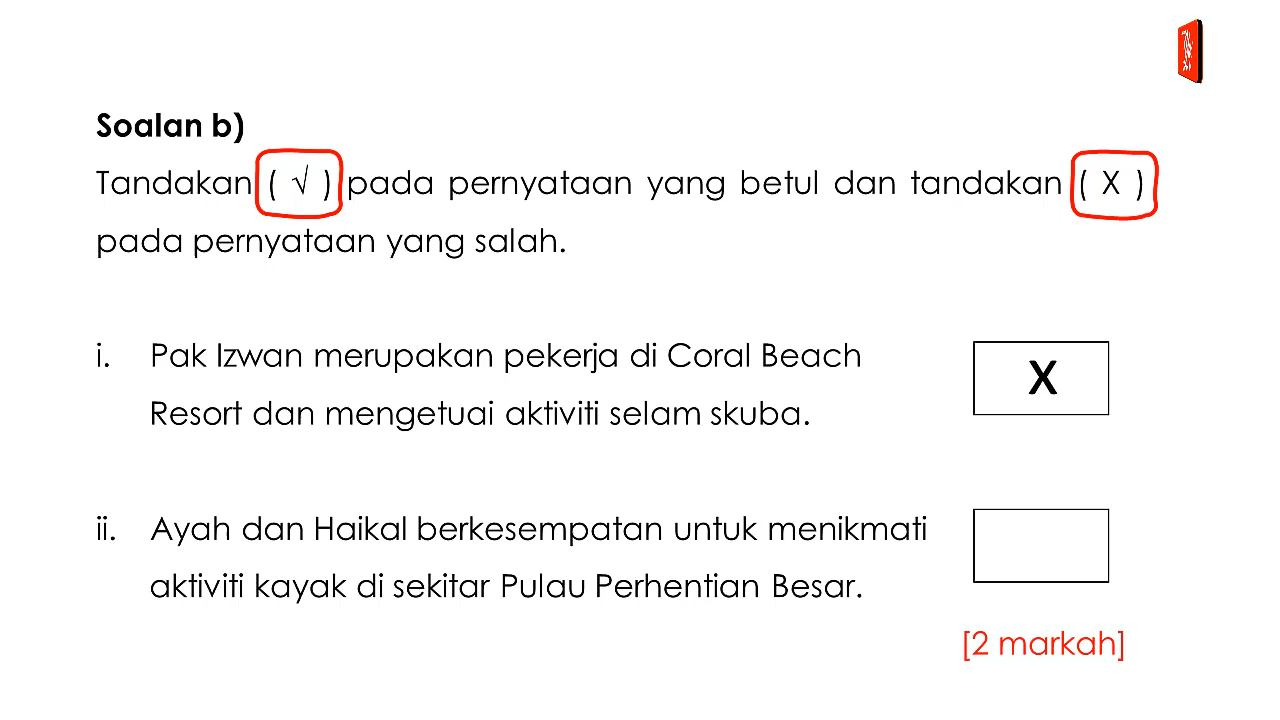 Soalan b)
Tandakan ( √ ) pada pernyataan yang betul dan tandakan ( X )
pada pernyataan yang salah.
i. Pak Izwan merupakan pekerja di Coral Beach
Resort dan mengetuai aktiviti selam skuba.
X
ii. Ayah dan Haikal berkesempatan untuk menikmati
aktiviti kayak di sekitar Pulau Perhentian Besar.
[2 markah]